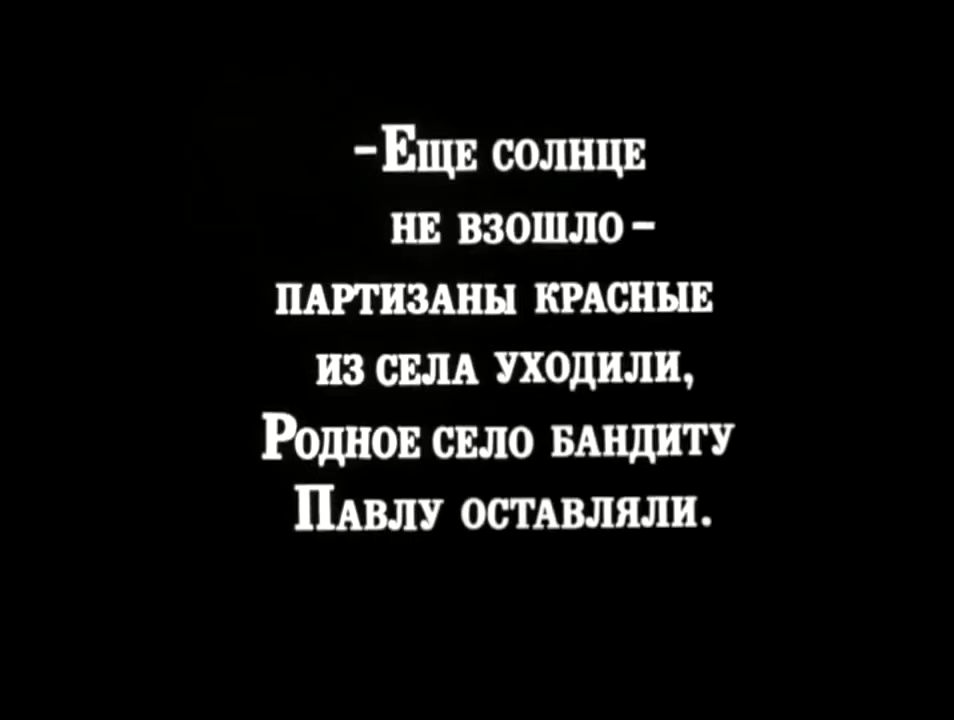 -Еще солнце
не взошло-
партизаны красные
из села уходили,
Родное село бандиту
Павлу оставляли.